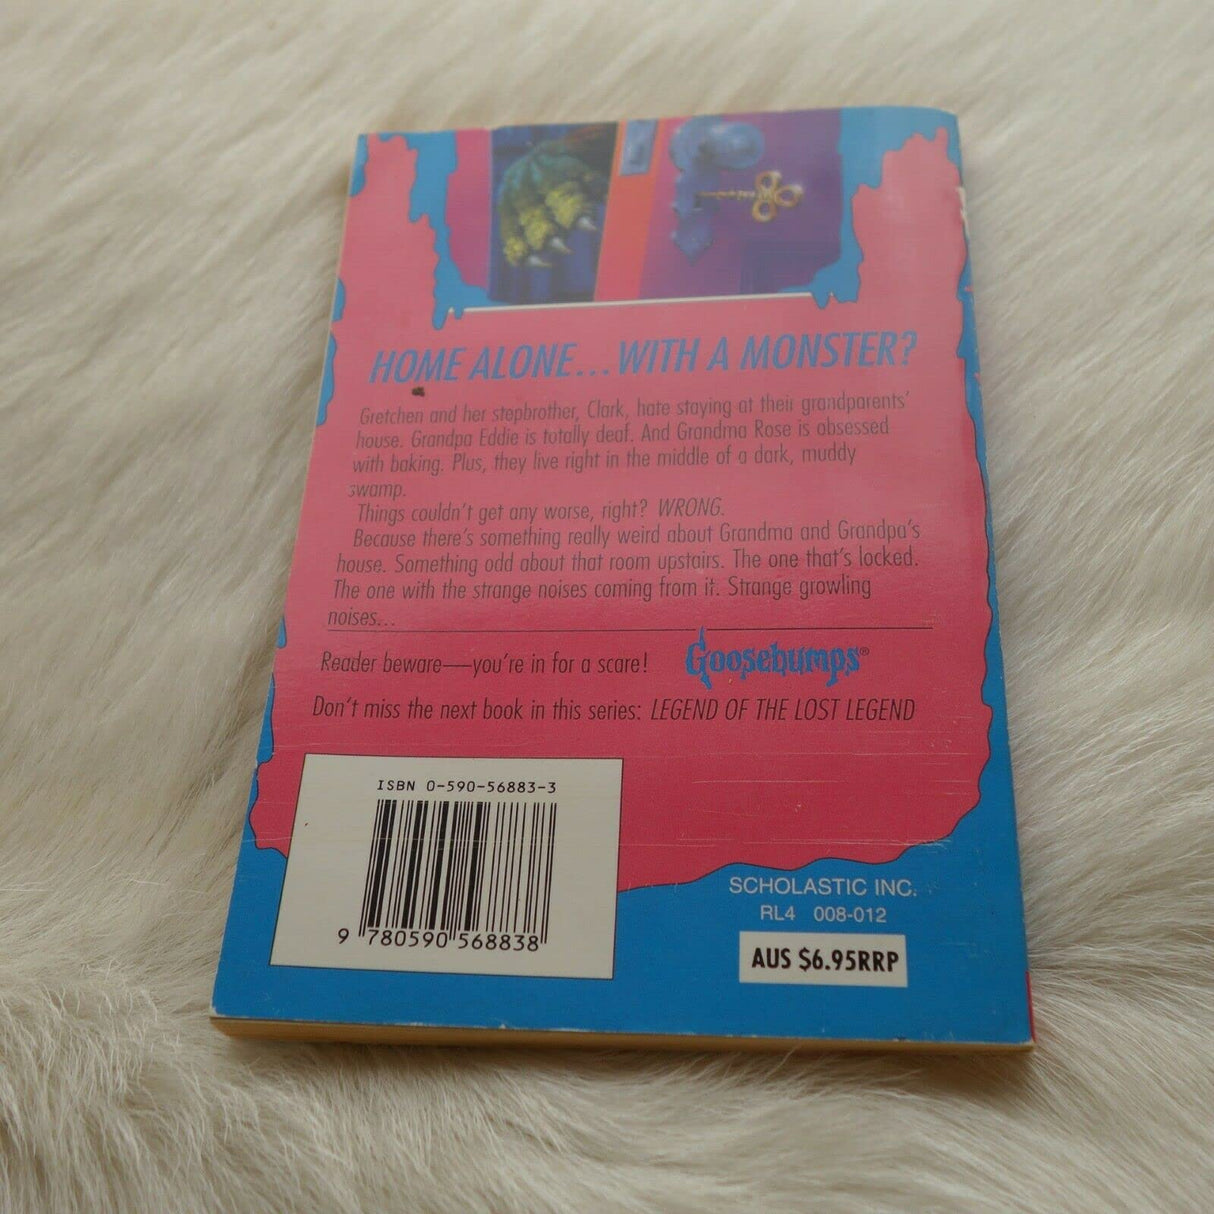 HOME ALONE...WITH A MONSTER?
Gretchen and her stepbrother, Clark, hate staying at their grandparents'
house. Grandpa Eddie is totally deaf. And Grandma Rose is obsessed
with baking. Plus, they live right in the middle of a dark, muddy
swamp.
Things couldn't get any worse, right? WRONG.
Because there's something really weird about Grandma and Grandpa's
house. Something odd about that room upstairs. The one that's locked.
The one with the strange noises coming from it. Strange growling
noises...
Reader beware—you're in for a scare! Goosebumps®
Don't miss the next book in this series: LEGEND OF THE LOST LEGEND
ISBN 0-590-56883-3
9 780590 568838
SCHOLASTIC INC.
RL4 008-012
AUS $6.95RRP